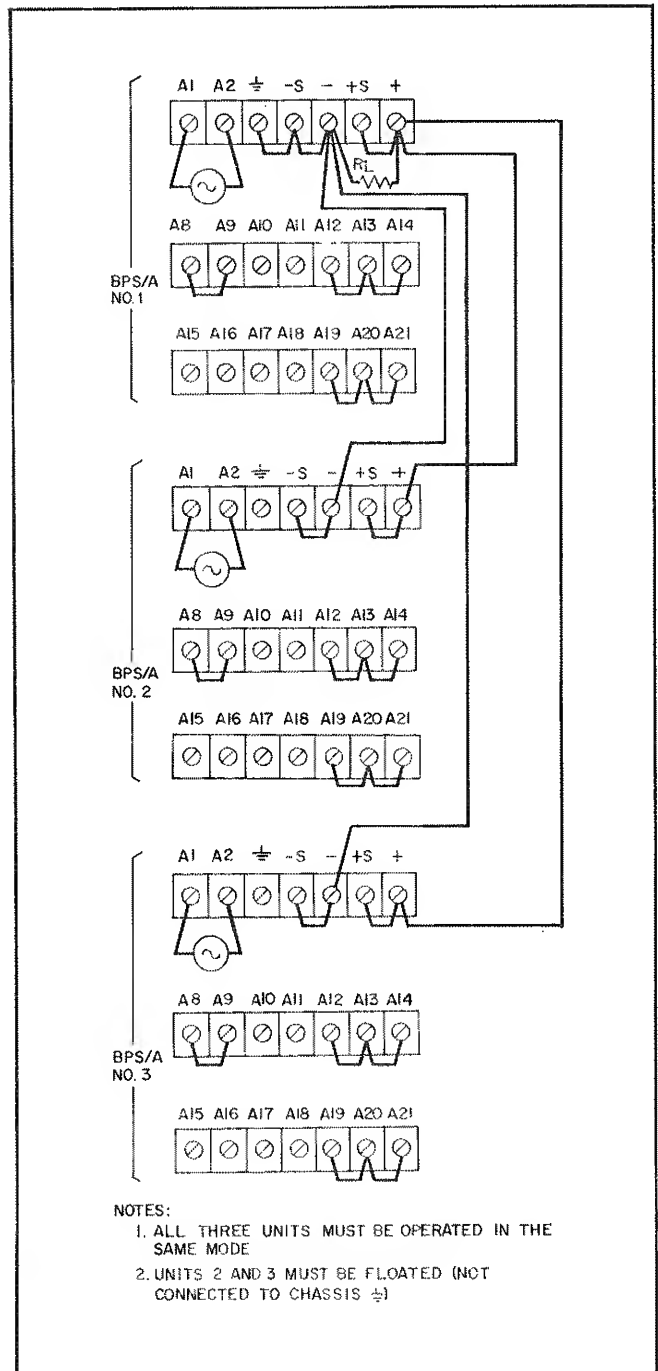 A1 A2 ⏚ -S - +S +
RL
A8 A9 A10 A11 A12 A13 A14
BPS/A
NO. 1
A15 A16 A17 A18 A19 A20 A21
A1 A2 ⏚ -S - +S +
A8 A9 A10 A11 A12 A13 A14
BPS/A
NO. 2
A15 A16 A17 A18 A19 A20 A21
A1 A2 ⏚ -S - +S +
A8 A9 A10 A11 A12 A13 A14
BPS/A
NO. 3
A15 A16 A17 A18 A19 A20 A21
NOTES:
1. ALL THREE UNITS MUST BE OPERATED IN THE
SAME MODE
2. UNITS 2 AND 3 MUST BE FLOATED (NOT
CONNECTED TO CHASSIS ⏚)